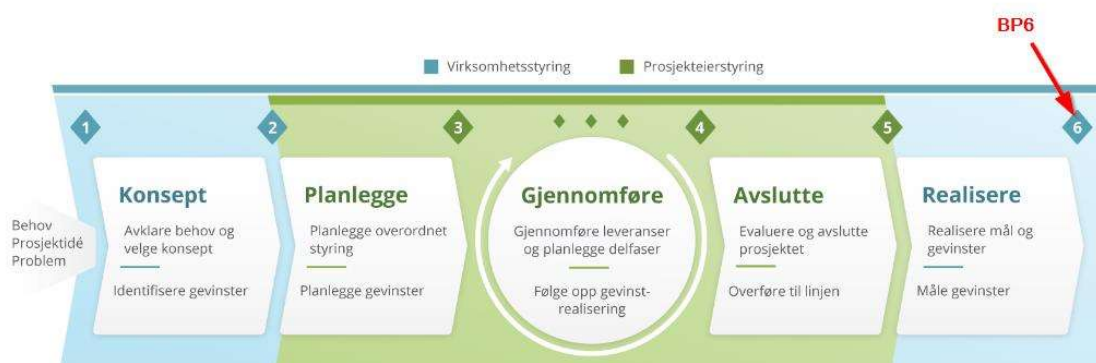 BP6
Virksomhetsstyring
Prosjekteierstyring
1
2
3
4
5
6
Behov
Prosjektidé
Problem
Konsept
Avklare behov og
velge konsept
Identifisere gevinster
Planlegge
Planlegge overordnet
styring
Planlegge gevinster
Gjennomføre
Gjennomføre leveranser
og planlegge delfaser
Følge opp gevinst-
realisering
Avslutte
Evaluere og avslutte
prosjektet
Overføre til linjen
Realisere
Realisere mål og
gevinster
Måle gevinster